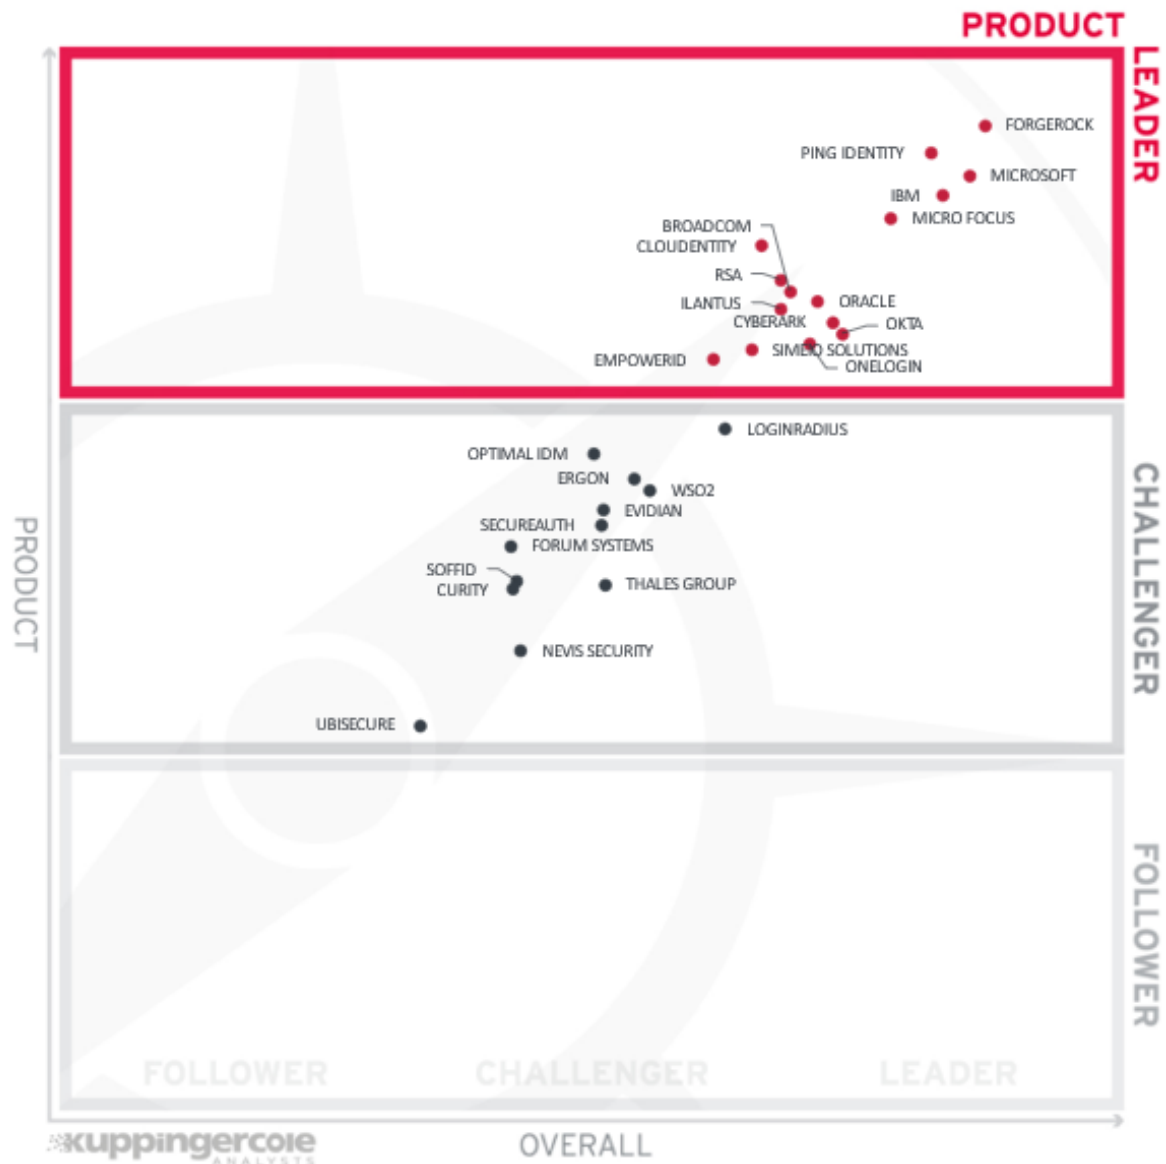 PRODUCT
LEADER
FORGEROCK
PING IDENTITY
MICROSOFT
IBM
MICRO FOCUS
BROADCOM
CLOUDENTITY
RSA
ILANTUS
ORACLE
CYBERARK
OKTA
SIMEIO SOLUTIONS
EMPOWERID
ONELOGIN
LOGINRADIUS
OPTIMAL IDM
ERGON
WSO2
EVIDIAN
SECUREAUTH
FORUM SYSTEMS
SOFFID
CURITY
THALES GROUP
NEVIS SECURITY
UBISECURE
CHALLENGER
PRODUCT
FOLLOWER
FOLLOWER CHALLENGER LEADER
kuppingercole
ANALYSTS
OVERALL